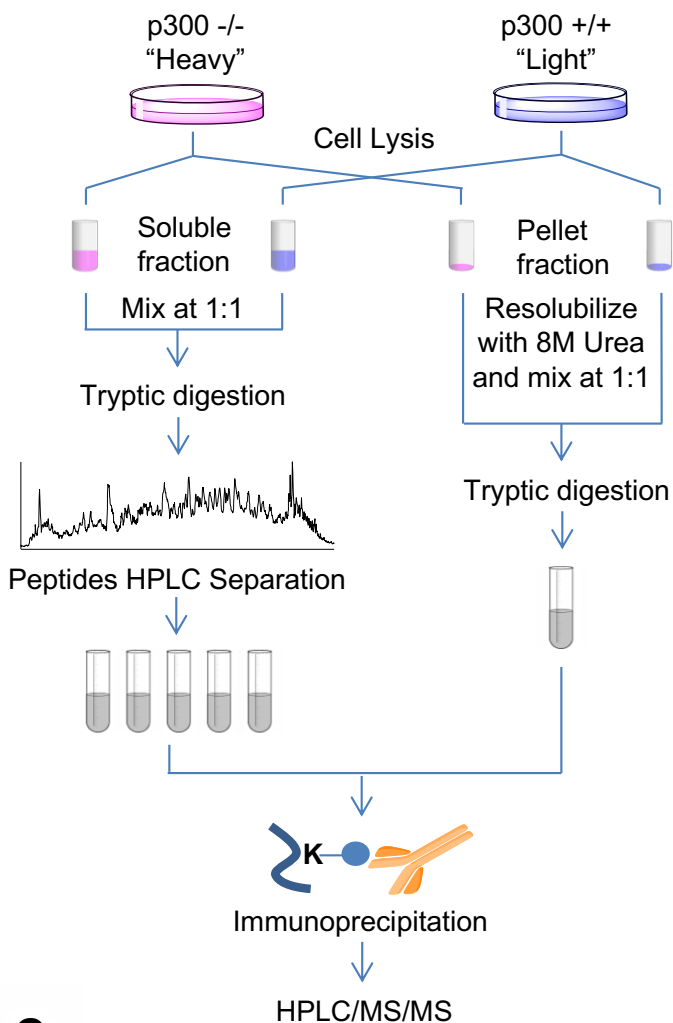 p300 -/-
“Heavy”
p300 +/+
“Light”
Cell Lysis
Soluble
fraction
Pellet
fraction
Mix at 1:1
Resolubilize
with 8M Urea
and mix at 1:1
Tryptic digestion
Tryptic digestion
Peptides HPLC Separation
K
Immunoprecipitation
HPLC/MS/MS